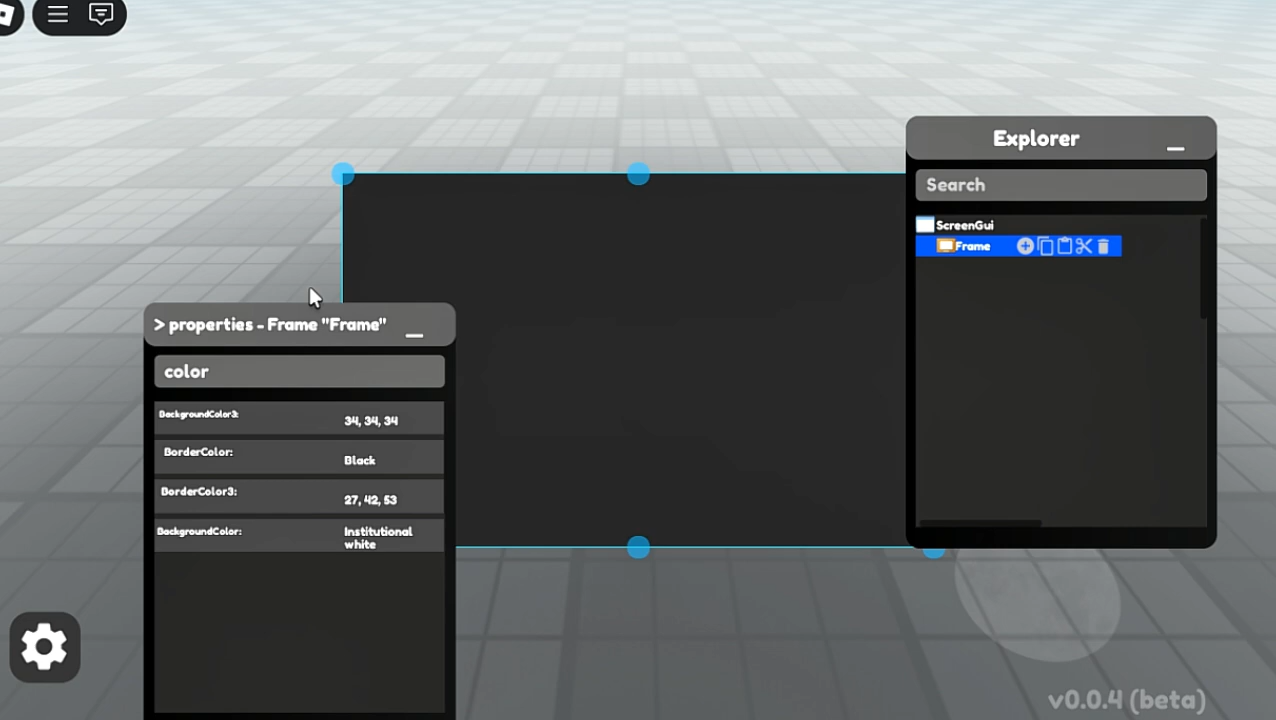 Explorer
Search
ScreenGui
Frame
> properties - Frame "Frame"
color
BackgroundColor3:
34, 34, 34
BorderColor:
Black
BorderColor3:
27, 42, 53
BackgroundColor:
Institutional
white
v0.0.4 (beta)